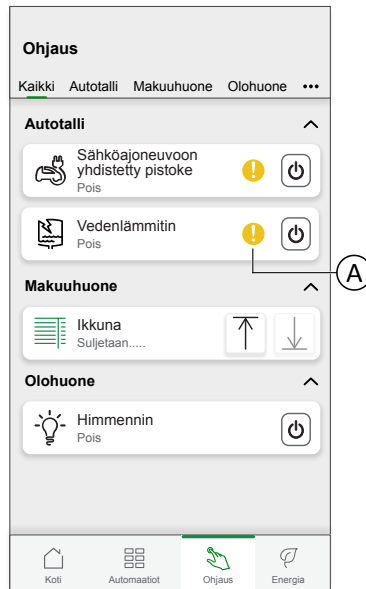 Ohjaus
Kaikki Autotalli Makuuhuone Olohuone •••
Autotalli
Sähköajoneuvoon
yhdistetty pistoke
Pois
Vedenlämmitin
Pois
A
Makuuhuone
Ikkuna
Suljetaan.....
Olohuone
Himmennin
Pois
Koti Automaatiot Ohjaus Energia